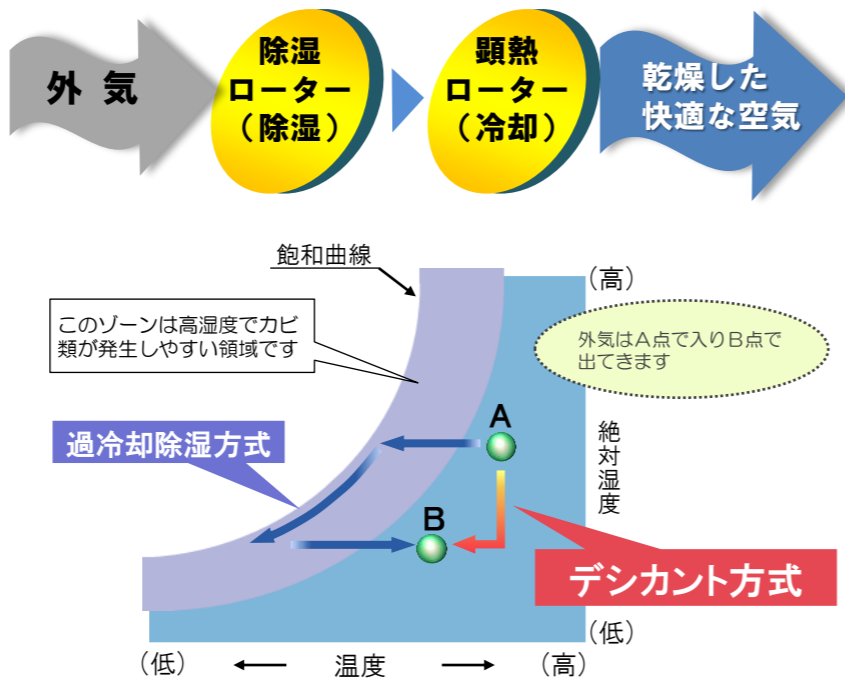 外 気
除湿
ローター
（除湿）
顕熱
ローター
（冷却）
乾燥した
快適な空気
飽和曲線
（高）
このゾーンは高湿度でカビ
類が発生しやすい領域です
外気はA点で入りB点で
出てきます
A
絶対湿度
過冷却除湿方式
B
デシカント方式
（低）
（低）
温度
（高）